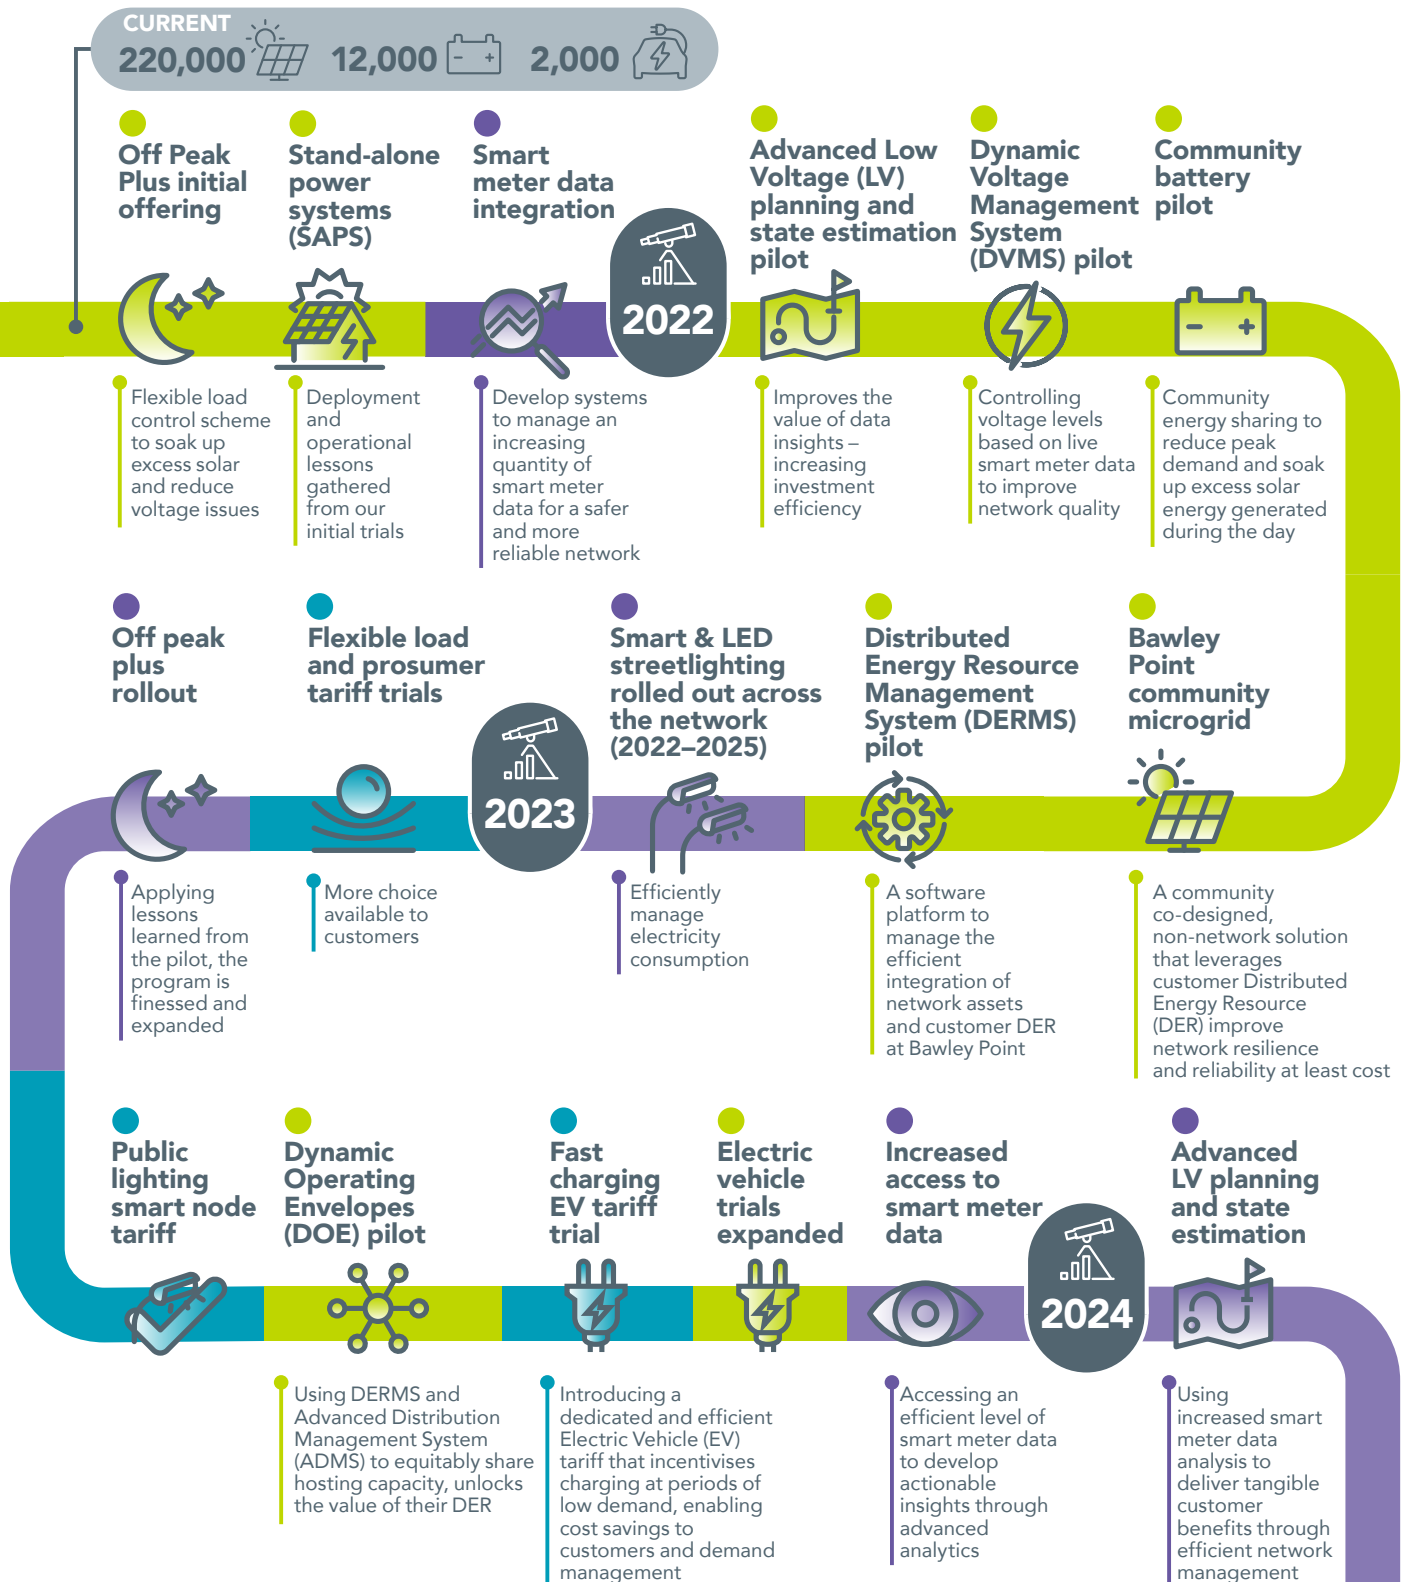 CURRENT
220,000
12,000
2,000
Off Peak
Plus initial
offering
Stand-alone
power
systems
(SAPS)
Smart
meter data
integration
2022
Advanced Low
Voltage (LV)
planning and
state estimation
pilot
Dynamic
Voltage
Management
System
(DVMS) pilot
Community
battery
pilot
Flexible load
control scheme
to soak up
excess solar
and reduce
voltage issues
Deployment
and
operational
lessons
gathered
from our
initial trials
Develop systems
to manage an
increasing
quantity of
smart meter
data for a safer
and more
reliable network
Improves the
value of data
insights –
increasing
investment
efficiency
Controlling
voltage levels
based on live
smart meter data
to improve
network quality
Community
energy sharing to
reduce peak
demand and soak
up excess solar
energy generated
during the day
Off peak
plus
rollout
Flexible load
and prosumer
tariff trials
2023
Smart & LED
streetlighting
rolled out across
the network
(2022–2025)
Distributed
Energy Resource
Management
System (DERMS)
pilot
Bawley
Point
community
microgrid
Applying
lessons
learned from
the pilot, the
program is
finessed and
expanded
More choice
available to
customers
Efficiently
manage
electricity
consumption
A software
platform to
manage the
efficient
integration of
network assets
and customer DER
at Bawley Point
A community
co-designed,
non-network solution
that leverages
customer Distributed
Energy Resource
(DER) improve
network resilience
and reliability at least cost
Public
lighting
smart node
tariff
Dynamic
Operating
Envelopes
(DOE) pilot
Fast
charging
EV tariff
trial
Electric
vehicle
trials
expanded
Increased
access to
smart meter
data
2024
Advanced
LV planning
and state
estimation
Using DERMS and
Advanced Distribution
Management System
(ADMS) to equitably share
hosting capacity, unlocks
the value of their DER
Introducing a
dedicated and efficient
Electric Vehicle (EV)
tariff that incentivises
charging at periods of
low demand, enabling
cost savings to
customers and demand
management
Accessing an
efficient level of
smart meter data
to develop
actionable
insights through
advanced
analytics
Using
increased smart
meter data
analysis to
deliver tangible
customer
benefits through
efficient network
management